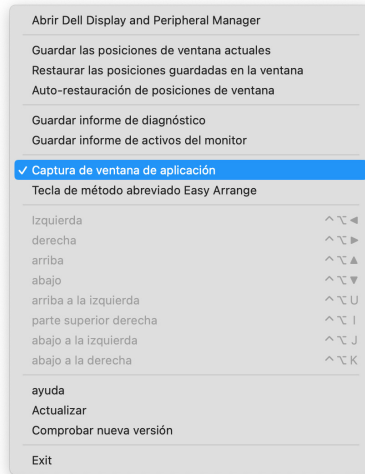 Abrir Dell Display and Peripheral Manager
Guardar las posiciones de ventana actuales
Restaurar las posiciones guardadas en la ventana
Auto-restauración de posiciones de ventana
Guardar informe de diagnóstico
Guardar informe de activos del monitor
✓ Captura de ventana de aplicación
Tecla de método abreviado Easy Arrange
Izquierda ⌃⌥◀
derecha ⌃⌥▶
arriba ⌃⌥▲
abajo ⌃⌥▼
arriba a la izquierda ⌃⌥U
parte superior derecha ⌃⌥I
abajo a la izquierda ⌃⌥J
abajo a la derecha ⌃⌥K
ayuda
Actualizar
Comprobar nueva versión
Exit